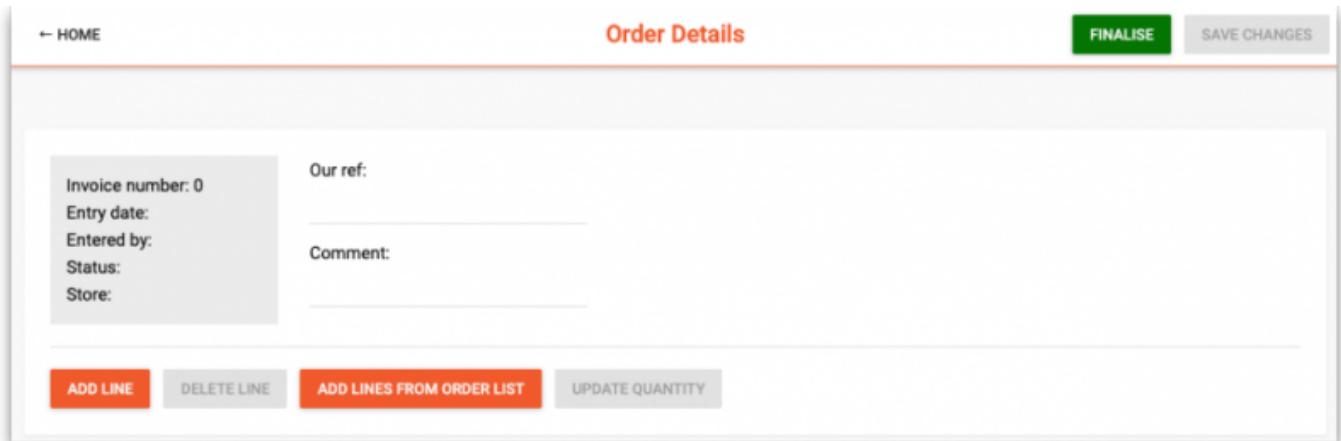 ← HOME
Order Details
FINALISE
SAVE CHANGES
Invoice number: 0
Entry date:
Entered by:
Status:
Store:
Our ref:
Comment:
ADD LINE
DELETE LINE
ADD LINES FROM ORDER LIST
UPDATE QUANTITY